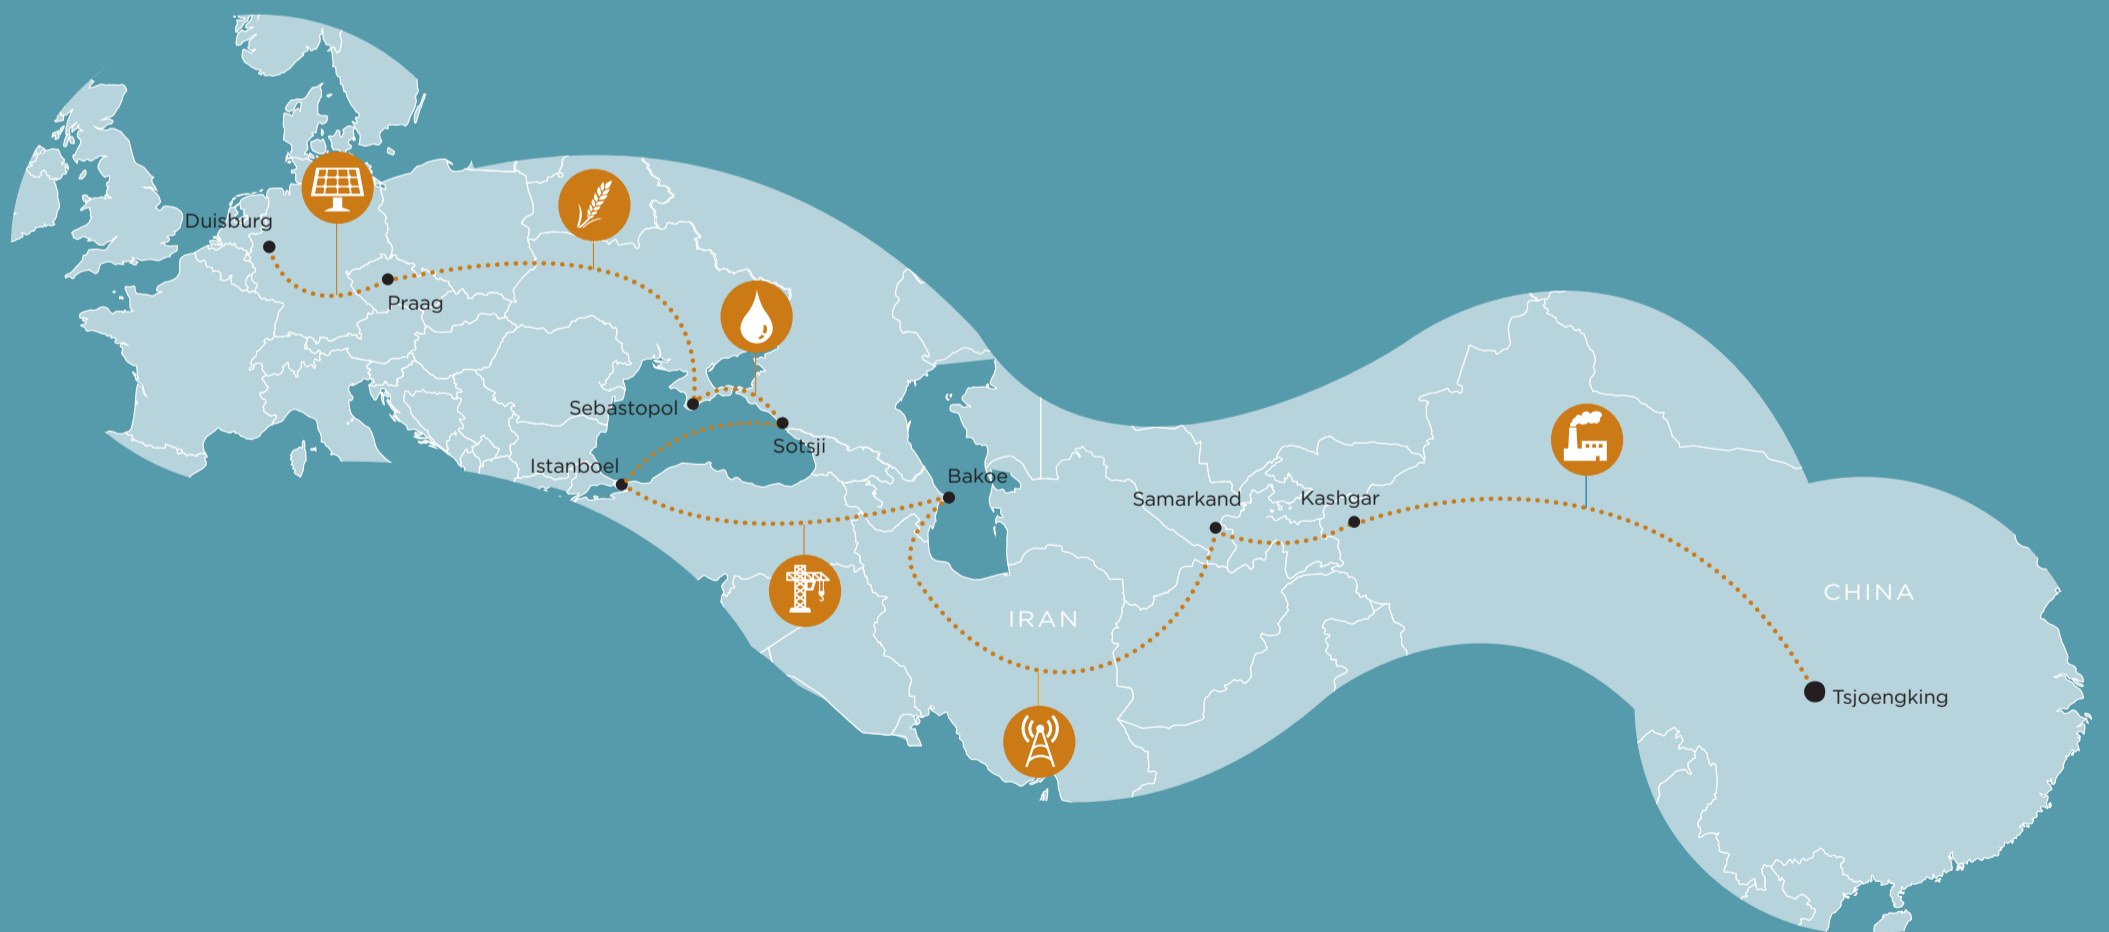 Duisburg
Praag
Sebastopol
Sotsji
Istanboel
Bakoe
Samarkand
Kashgar
IRAN
CHINA
Tsjoengking